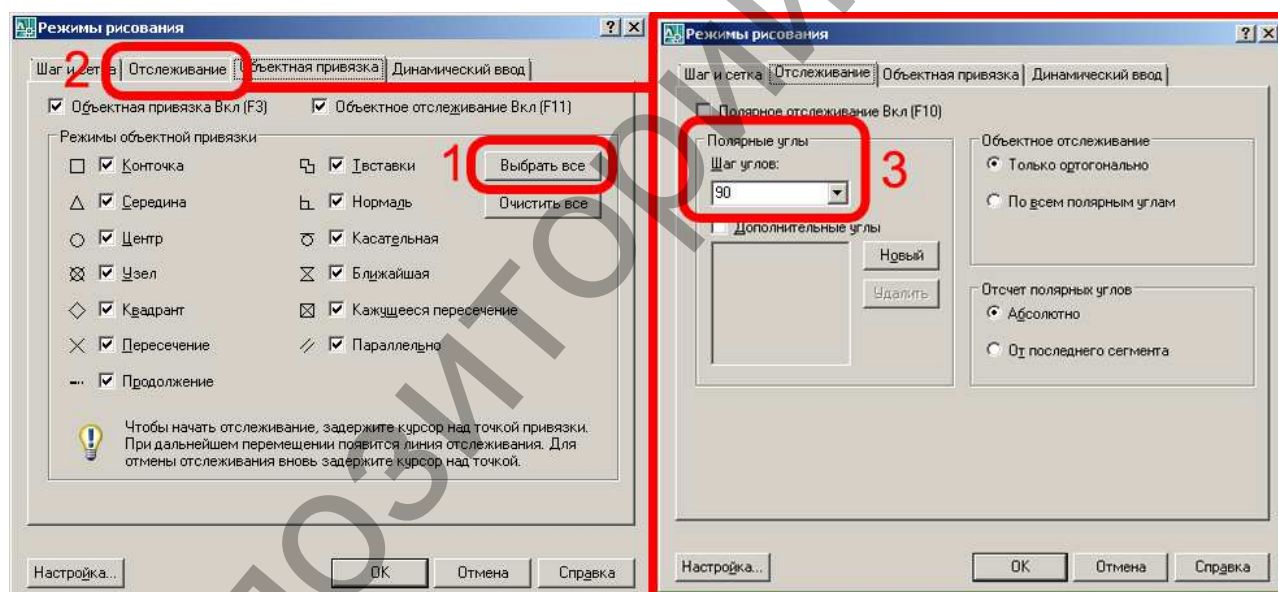 Режимы рисования
2
Шаг и сетка Отслеживание Объектная привязка Динамический ввод
Объектная привязка Вкл (F3) Объектное отслеживание Вкл (F11)
Режимы объектной привязки
1
Конточка Твставки Выбрать все
Середина Нормаль Очистить все
Центр Касательная
Узел Ближайшая
Квадрант Кажущееся пересечение
Пересечение Параллельно
Продолжение
Чтобы начать отслеживание, задержите курсор над точкой привязки.
При дальнейшем перемещении появится линия отслеживания. Для
отмены отслеживания вновь задержите курсор над точкой.
Настройка... OK Отмена Справка
Режимы рисования
Шаг и сетка Отслеживание Объектная привязка Динамический ввод
Полярное отслеживание Вкл (F10)
Полярные углы
Шаг углов:
90
3
Дополнительные углы
Новый
Удалить
Объектное отслеживание
Только ортогонально
По всем полярным углам
Отсчет полярных углов
Абсолютно
От последнего сегмента
Настройка... OK Отмена Справка